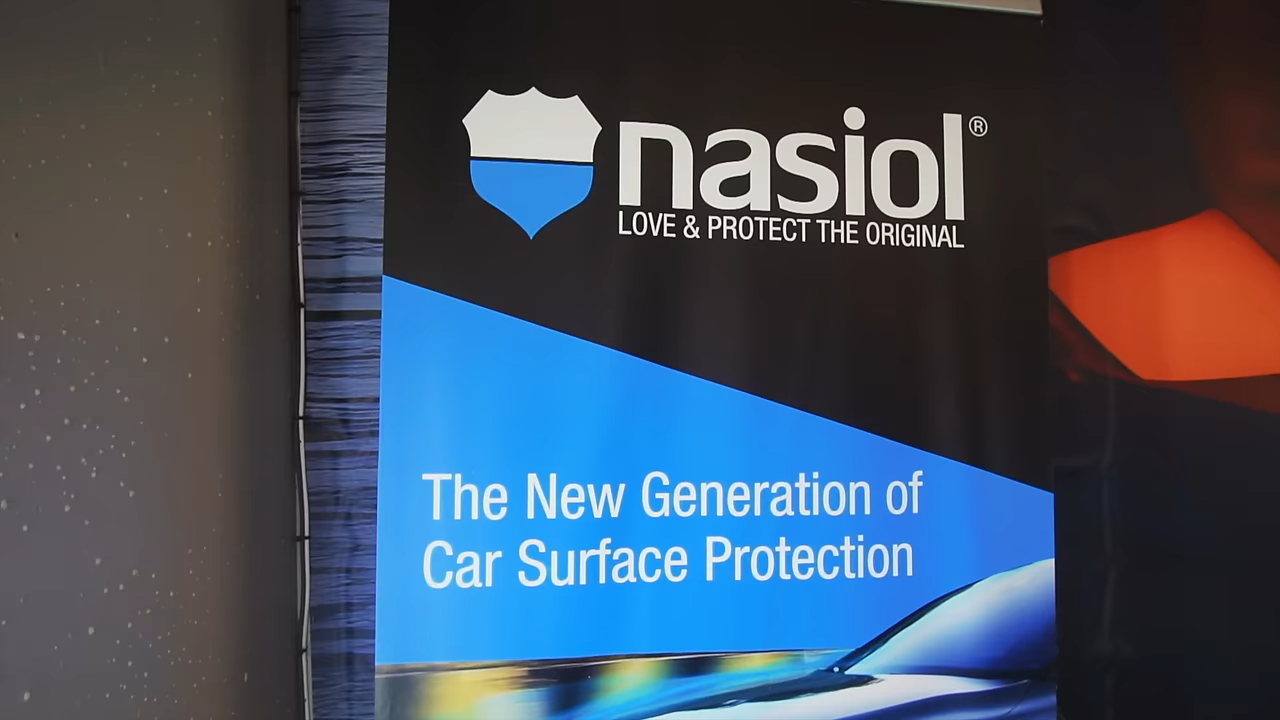 nasiol®
LOVE & PROTECT THE ORIGINAL
The New Generation of
Car Surface Protection